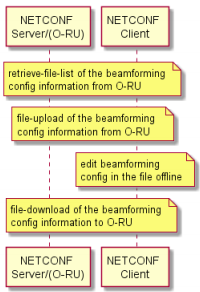 NETCONF
Server/(O-RU)
NETCONF
Client
retrieve-file-list of the beamforming
config information from O-RU
file-upload of the beamforming
config information from O-RU
edit beamforming
config in the file offline
file-download of the beamforming
config information to O-RU
NETCONF
Server/(O-RU)
NETCONF
Client